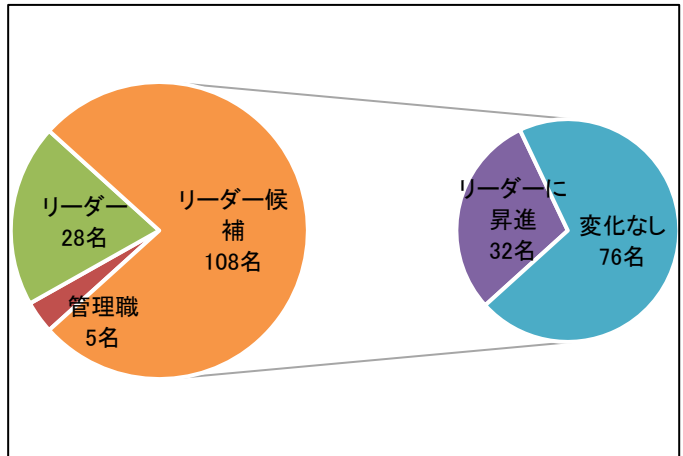 リーダー
28名
管理職
5名
リーダー候
補
108名
リーダーに
昇進
32名
変化なし
76名